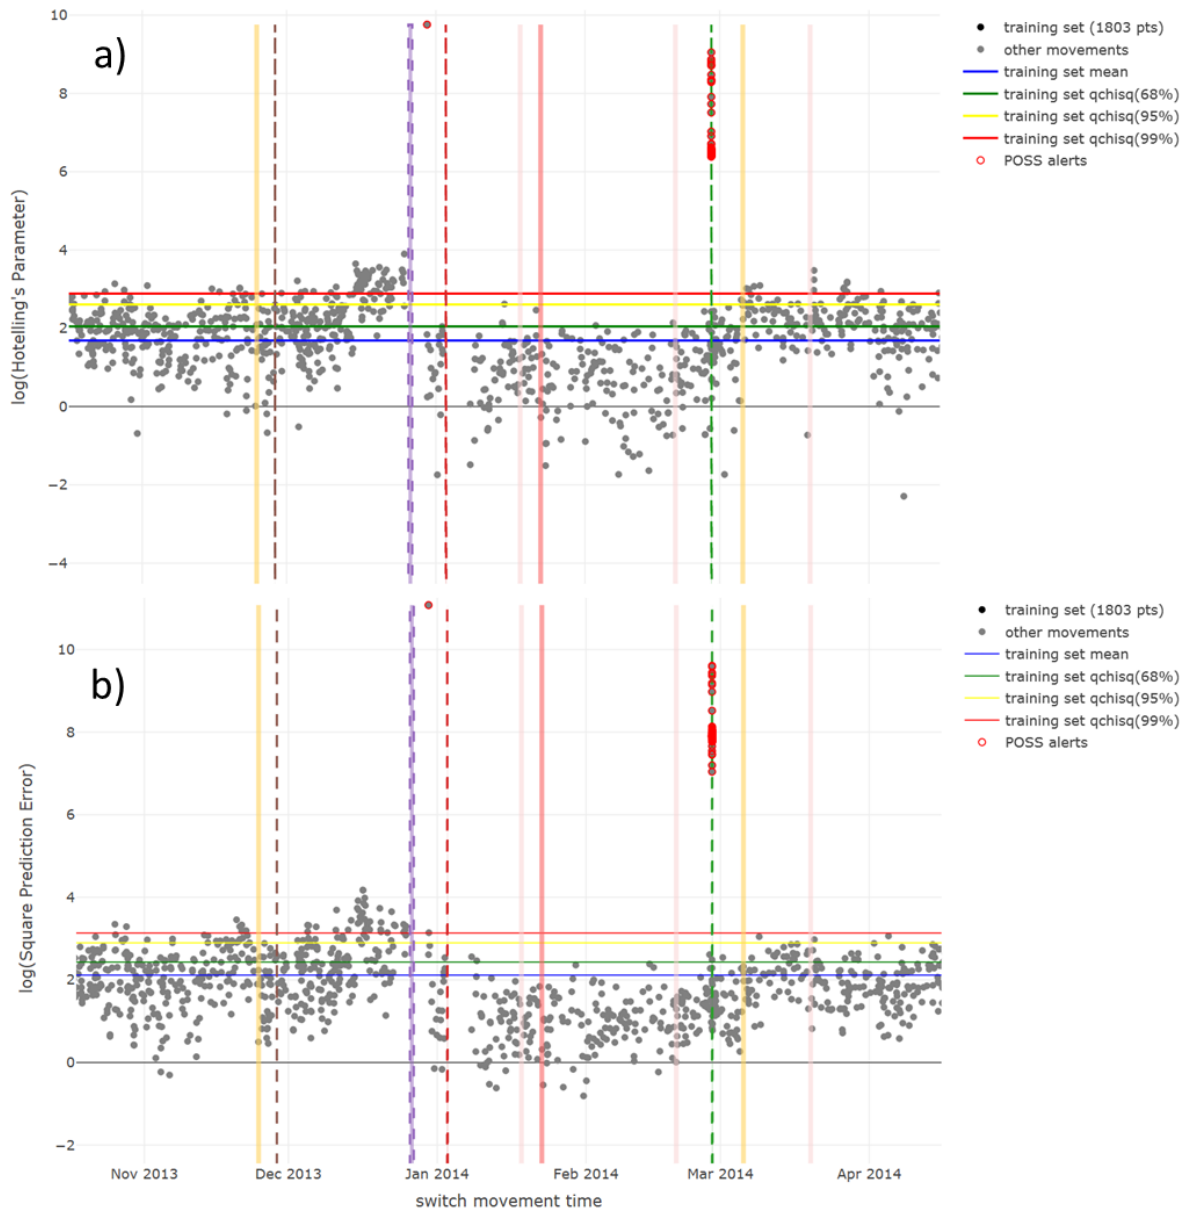 a)
10
8
6
4
2
0
−2
−4
log(Hotelling's Parameter)
training set (1803 pts)
other movements
training set mean
training set qchisq(68%)
training set qchisq(95%)
training set qchisq(99%)
POSS alerts
b)
10
8
6
4
2
0
−2
log(Square Prediction Error)
training set (1803 pts)
other movements
training set mean
training set qchisq(68%)
training set qchisq(95%)
training set qchisq(99%)
POSS alerts
Nov 2013
Dec 2013
Jan 2014
Feb 2014
Mar 2014
Apr 2014
switch movement time